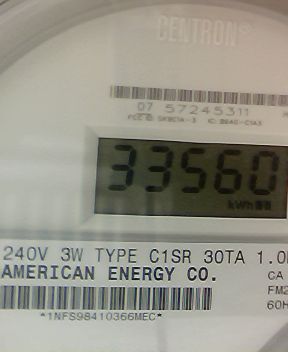 CENTRON®
07 57245311
33560
kWh
240V 3W TYPE C1SR 30TA 1.0
AMERICAN ENERGY CO.
CA
FM2
60H
*1NFS98410366MEC*